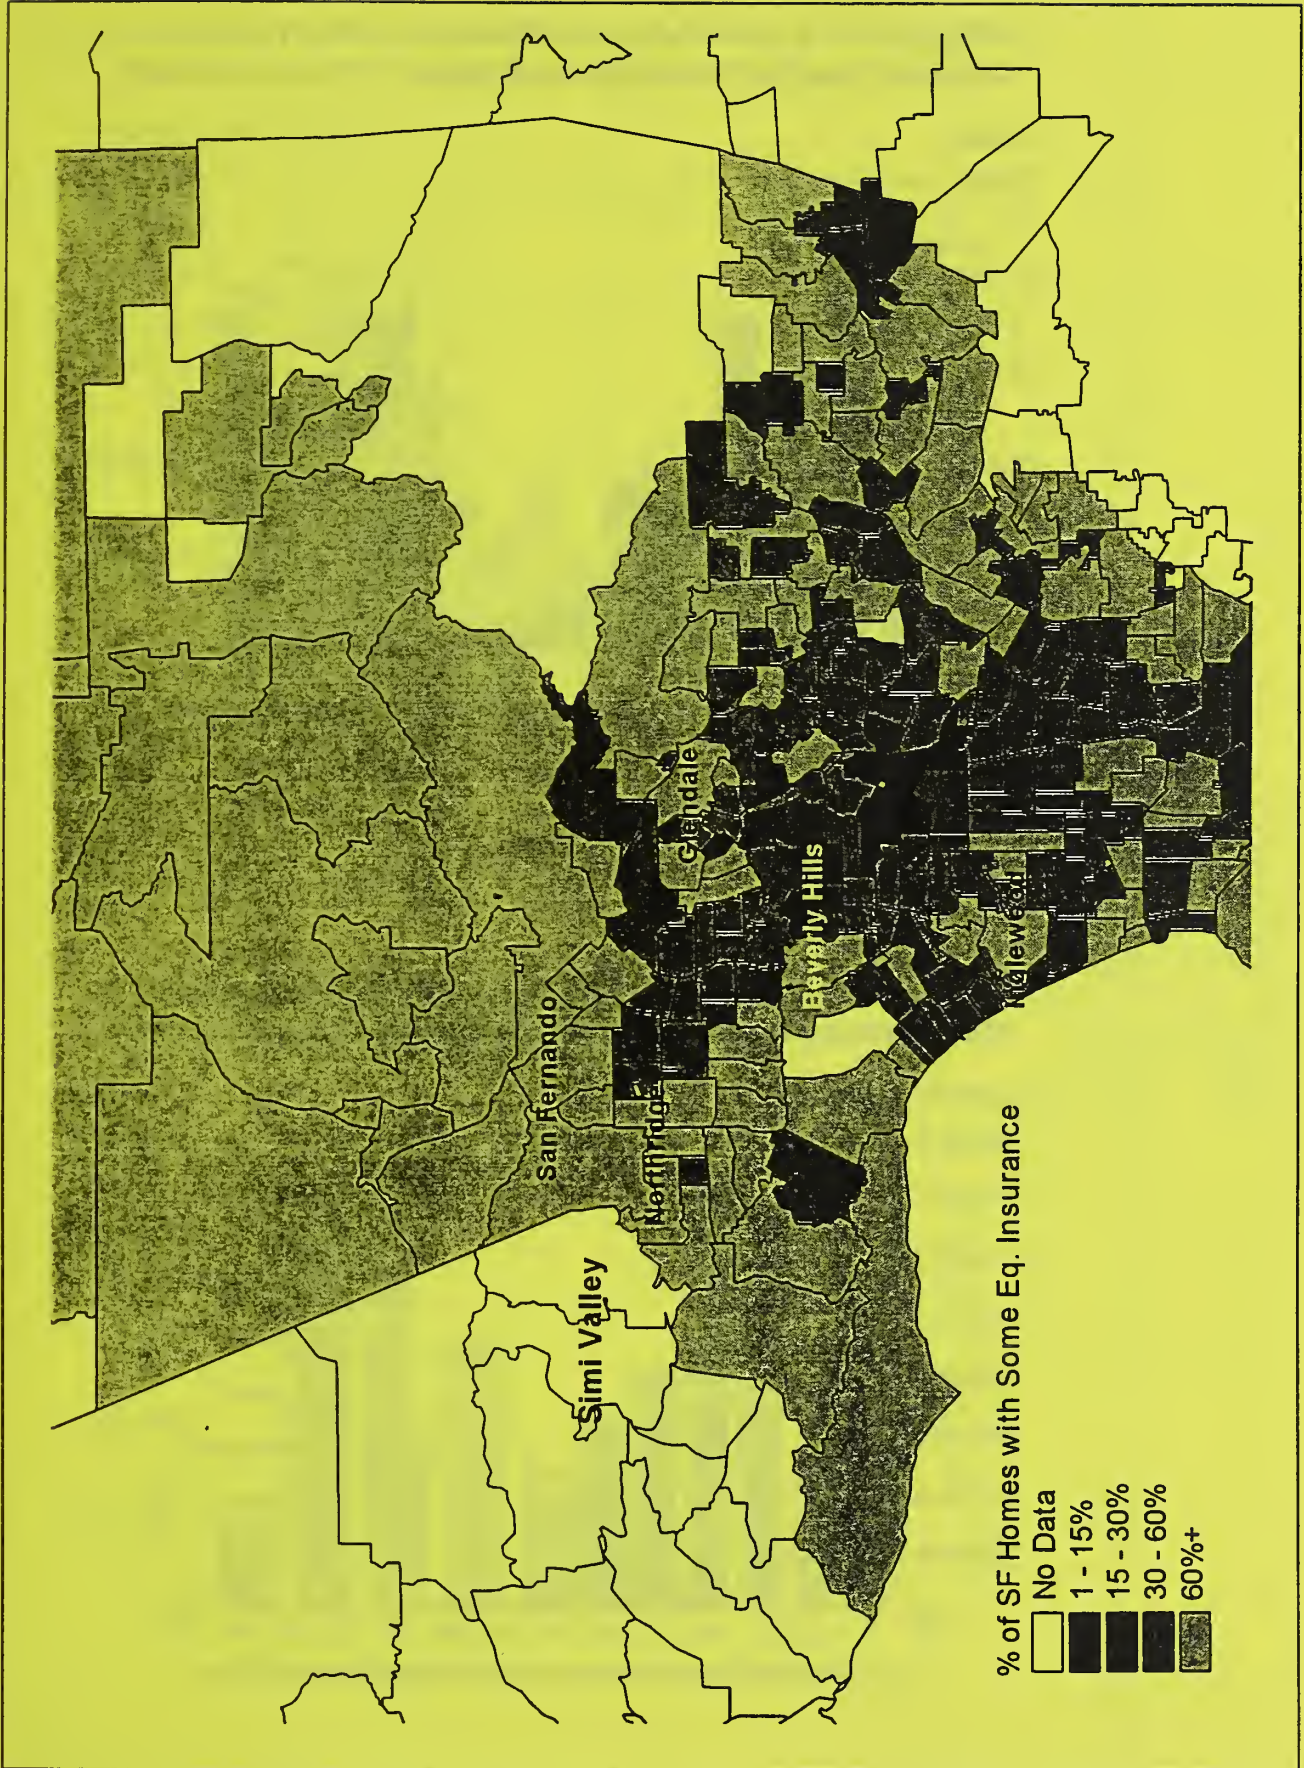 Simi Valley
San Fernando
Northridge
Glendale
Beverly Hills
Inglewood
% of SF Homes with Some Eq. Insurance
No Data
1 - 15%
15 - 30%
30 - 60%
60%+